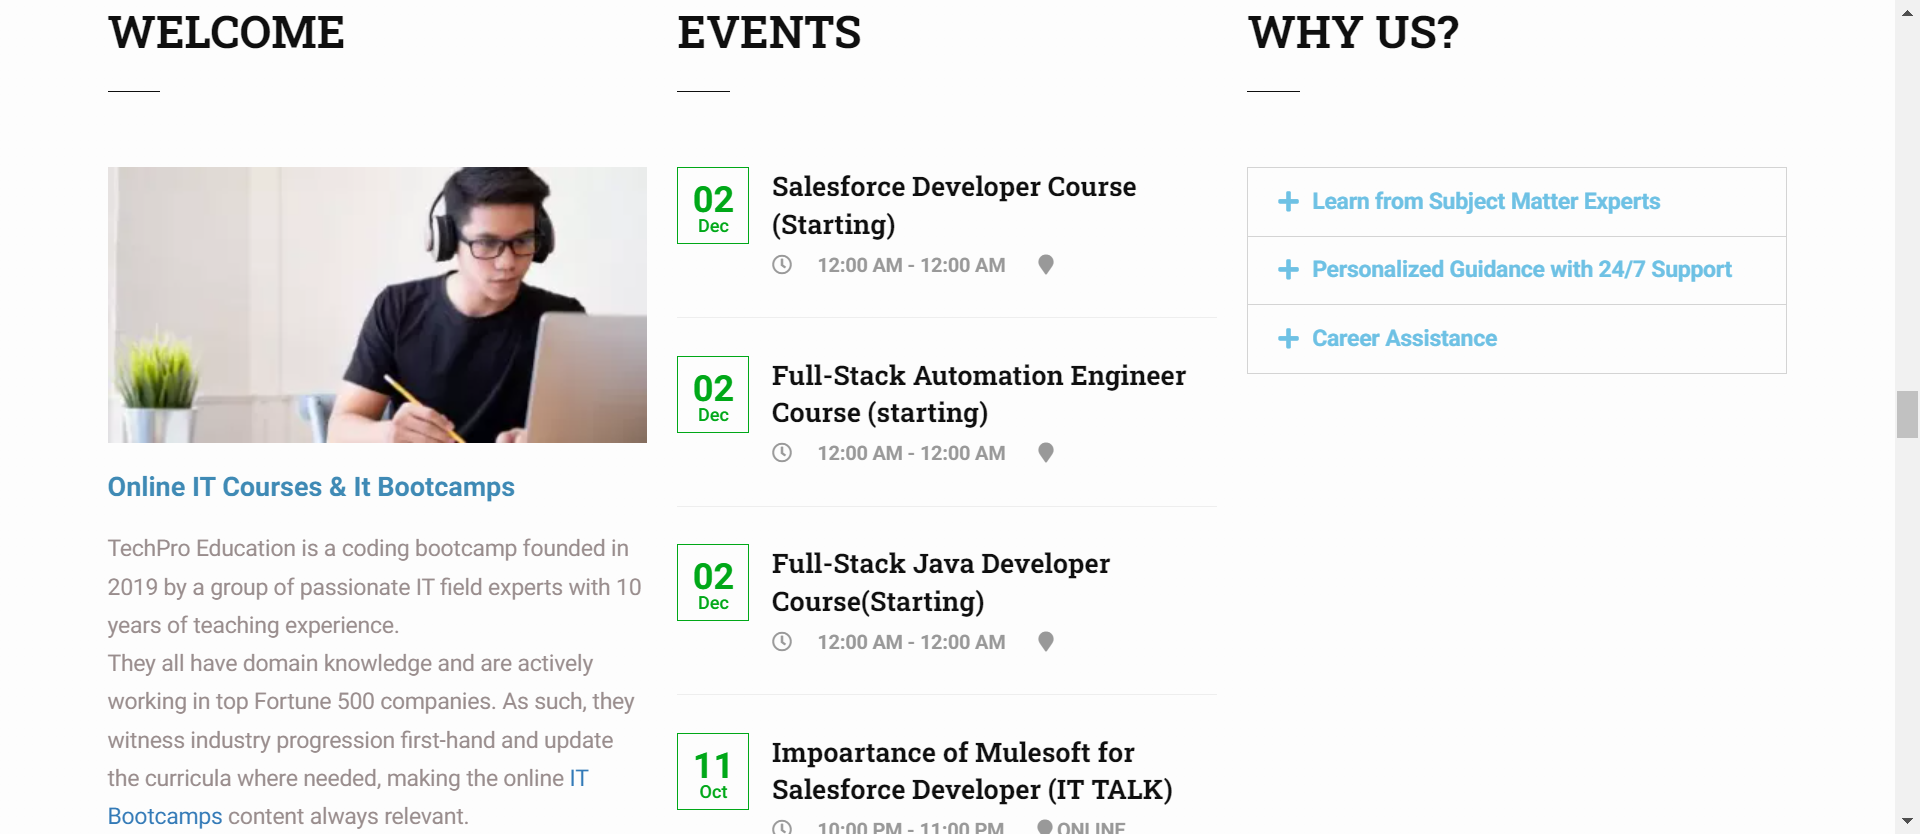 WELCOME
Online IT Courses & It Bootcamps
TechPro Education is a coding bootcamp founded in
2019 by a group of passionate IT field experts with 10
years of teaching experience.
They all have domain knowledge and are actively
working in top Fortune 500 companies. As such, they
witness industry progression first-hand and update
the curricula where needed, making the online IT
Bootcamps content always relevant.
EVENTS
02
Dec
Salesforce Developer Course
(Starting)
12:00 AM - 12:00 AM
02
Dec
Full-Stack Automation Engineer
Course (starting)
12:00 AM - 12:00 AM
02
Dec
Full-Stack Java Developer
Course(Starting)
12:00 AM - 12:00 AM
11
Oct
Impoartance of Mulesoft for
Salesforce Developer (IT TALK)
10:00 PM - 11:00 PM ONLINE
WHY US?
Learn from Subject Matter Experts
Personalized Guidance with 24/7 Support
Career Assistance